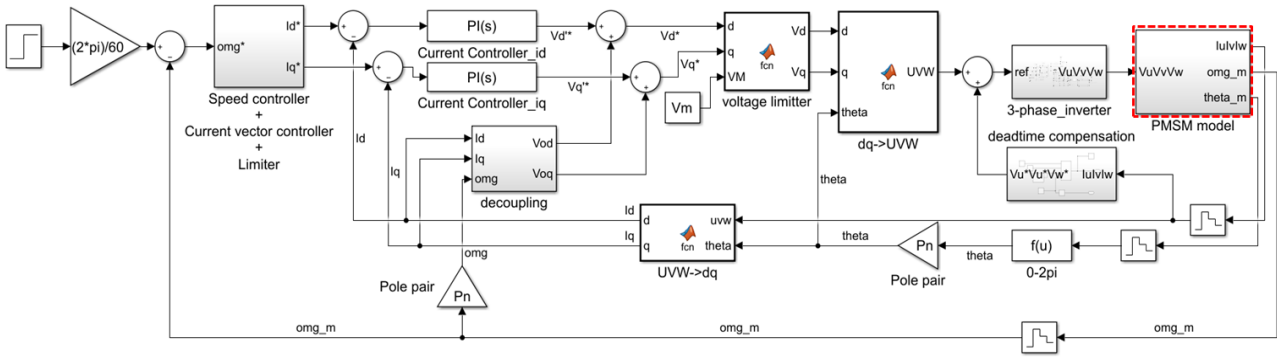 (2*pi)/60
omg*
Id*
Iq*
Speed controller
+
Current vector controller
+
Limiter
PI(s)
Current Controller_id
PI(s)
Current Controller_iq
Vd'*
Vq'*
Vd*
Vq*
Vm
d
q
VM
fcn
Vd
Vq
voltage limitter
d
q
theta
fcn
UVW
dq->UVW
ref
VuVvVw
3-phase_inverter
VuVvVw
IuIvIw
omg_m
theta_m
PMSM model
deadtime compensation
Vu*Vu*Vw*
IuIvIw
Id
Iq
Id
Iq
omg
Vod
Voq
decoupling
theta
Id
Iq
d
q
fcn
uvw
theta
UVW->dq
theta
Pn
Pole pair
theta
f(u)
0-2pi
omg
Pole pair
Pn
omg_m
omg_m
omg_m